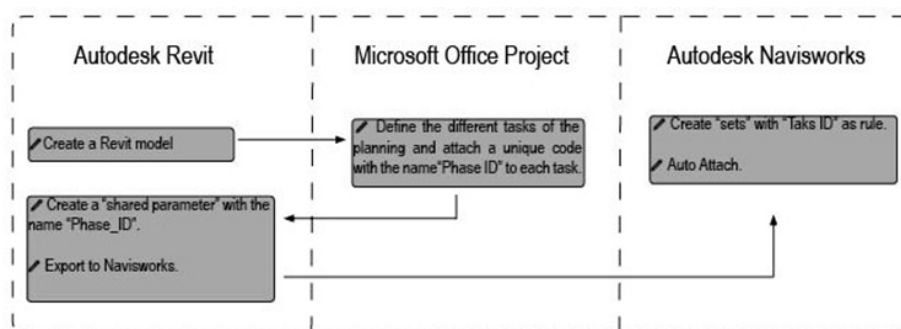 Autodesk Revit
Microsoft Office Project
Autodesk Navisworks
Create a Revit model
Define the different tasks of the
planning and attach a unique code
with the name"Phase ID" to each task.
Create "sets" with "Taks ID" as rule.
Auto Attach.
Create a "shared parameter" with the
name "Phase_ID".
Export to Navisworks.